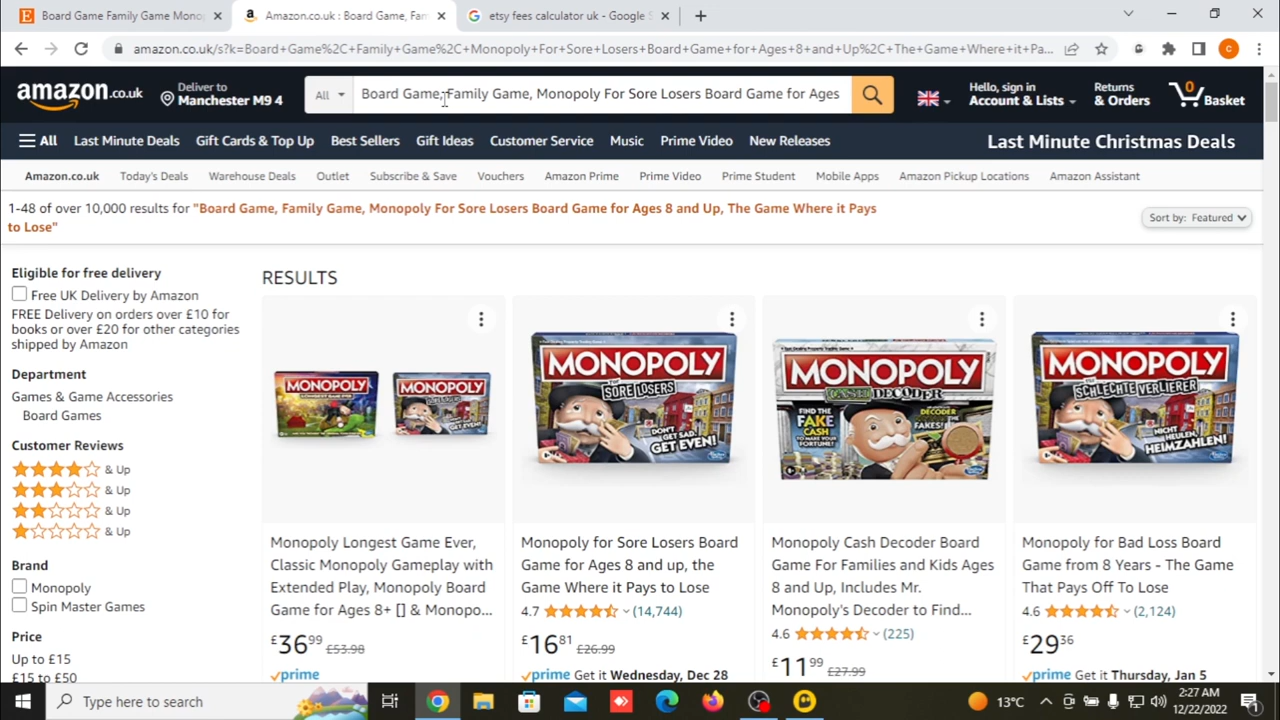 Board Game Family Game Mono
Amazon.co.uk : Board Game, Fam
etsy fees calculator uk - Google S
amazon.co.uk/s?k=Board+Game%2C+Family+Game%2C+Monopoly+For+Sore+Losers+Board+Game+for+Ages+8+and+Up%2C+The+Game+Where+it+Pa...
amazon.co.uk
Deliver to
Manchester M9 4
All
Board Game, Family Game, Monopoly For Sore Losers Board Game for Ages
Hello, sign in
Account & Lists
Returns
& Orders
0
Basket
All
Last Minute Deals
Gift Cards & Top Up
Best Sellers
Gift Ideas
Customer Service
Music
Prime Video
New Releases
Last Minute Christmas Deals
Amazon.co.uk
Today's Deals
Warehouse Deals
Outlet
Subscribe & Save
Vouchers
Amazon Prime
Prime Video
Prime Student
Mobile Apps
Amazon Pickup Locations
Amazon Assistant
1-48 of over 10,000 results for "Board Game, Family Game, Monopoly For Sore Losers Board Game for Ages 8 and Up, The Game Where it Pays
to Lose"
Sort by: Featured
Eligible for free delivery
Free UK Delivery by Amazon
FREE Delivery on orders over £10 for
books or over £20 for other categories
shipped by Amazon
Department
Games & Game Accessories
Board Games
Customer Reviews
& Up
& Up
& Up
& Up
Brand
Monopoly
Spin Master Games
Price
Up to £15
£15 to £50
RESULTS
MONOPOLY
MONOPOLY
Monopoly Longest Game Ever,
Classic Monopoly Gameplay with
Extended Play, Monopoly Board
Game for Ages 8+ [] & Monopo...
£36 99 £53.98
prime
MONOPOLY
SORE LOSERS
DON'T
GET SAD.
GET EVEN!
Monopoly for Sore Losers Board
Game for Ages 8 and up, the
Game Where it Pays to Lose
4.7 (14,744)
£16 81 £26.99
prime Get it Wednesday, Dec 28
MONOPOLY
DECODER
FIND THE
FAKE
CASH
TO MAKE YOUR
FORTUNE!
DECODER
THE
FAKES!
Monopoly Cash Decoder Board
Game For Families and Kids Ages
8 and Up, Includes Mr.
Monopoly's Decoder to Find...
4.6 (225)
£11 99 £27.99
MONOPOLY
SCHLECHTE VERLIERER
NICHT
HEULEN,
HEIMZAHLEN!
Monopoly for Bad Loss Board
Game from 8 Years - The Game
That Pays Off To Lose
4.6 (2,124)
£29 36
prime Get it Thursday, Jan 5
Type here to search
13°C
2:27 AM
12/22/2022